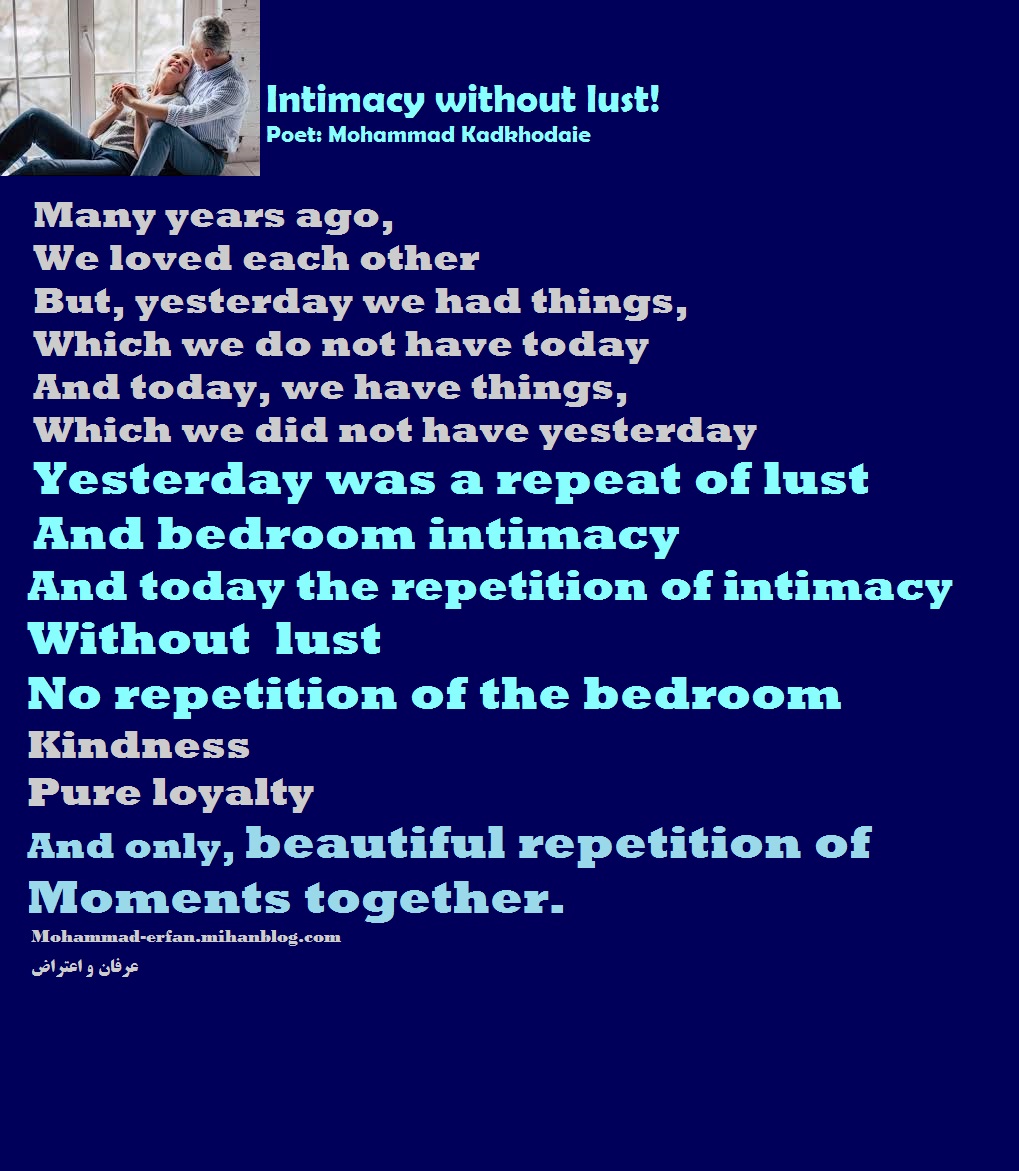 Intimacy without lust!
Poet: Mohammad Kadkhodaie
Many years ago,
We loved each other
But, yesterday we had things,
Which we do not have today
And today, we have things,
Which we did not have yesterday
Yesterday was a repeat of lust
And bedroom intimacy
And today the repetition of intimacy
Without lust
No repetition of the bedroom
Kindness
Pure loyalty
And only, beautiful repetition of
Moments together.
Mohammad-erfan.mihanblog.com
عرفان و اعتراض